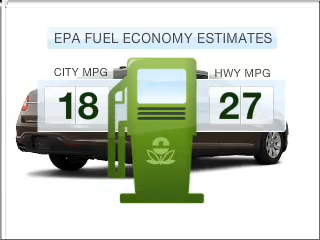 EPA FUEL ECONOMY ESTIMATES
CITY MPG
HWY MPG
18
27